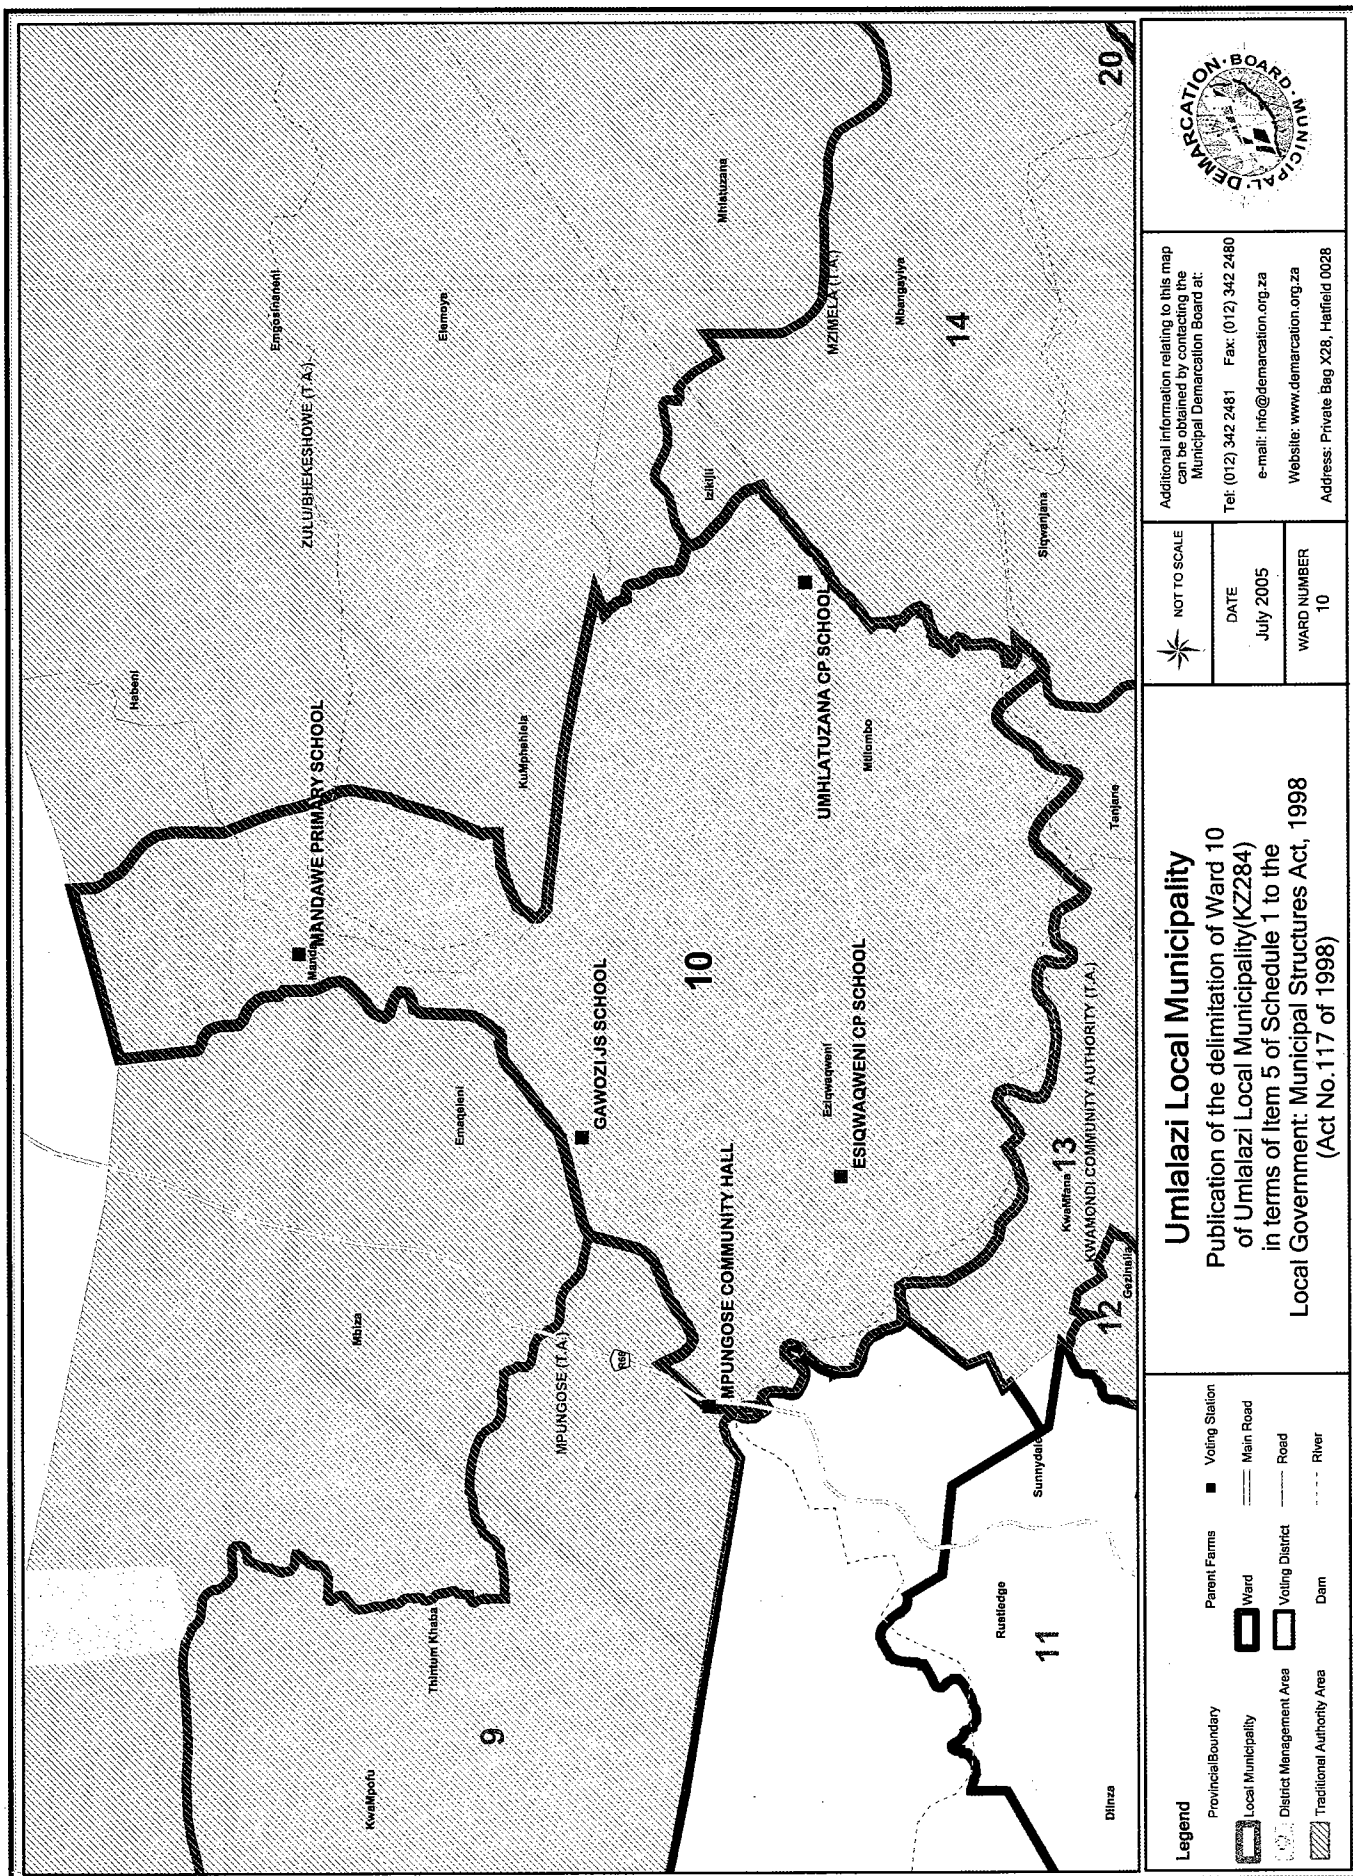 Habeni
Emgosinaneni
ZULU/BHEKESHOWE (T.A.)
MANDAWE PRIMARY SCHOOL
Elemoya
KuMphehlela
Emaqeleni
Mbiza
GAWOZI JS SCHOOL
MPUNGOSE (T.A.)
R68
Thintum Khaba
KwaMpofu
9
10
Izikijii
Mhlatuzana
MZIMELA (T.A.)
Mbangayiya
14
20
UMHLATUZANA CP SCHOOL
Millombo
Siqwanjana
Eziqwaqweni
ESIQWAQWENI CP SCHOOL
MPUNGOSE COMMUNITY HALL
Tanjane
KWAMONDI COMMUNITY AUTHORITY (T.A.)
KwaMfana
13
12
Gezinsila
Sunnydale
Rustledge
11
Dlinza
Legend
ProvincialBoundary
Local Municipality
District Management Area
Traditional Authority Area
Parent Farms
Ward
Voting District
Dam
Voting Station
Main Road
Road
River
Umlalazi Local Municipality
Publication of the delimitation of Ward 10
of Umlalazi Local Municipality(KZ284)
in terms of Item 5 of Schedule 1 to the
Local Government: Municipal Structures Act, 1998
(Act No.117 of 1998)
NOT TO SCALE
DATE
July 2005
WARD NUMBER
10
Additional information relating to this map
can be obtained by contacting the
Municipal Demarcation Board at:
Tel: (012) 342 2481 Fax: (012) 342 2480
e-mail: info@demarcation.org.za
Website: www.demarcation.org.za
Address: Private Bag X28, Hatfield 0028
MUNICIPAL · DEMARCATION · BOARD